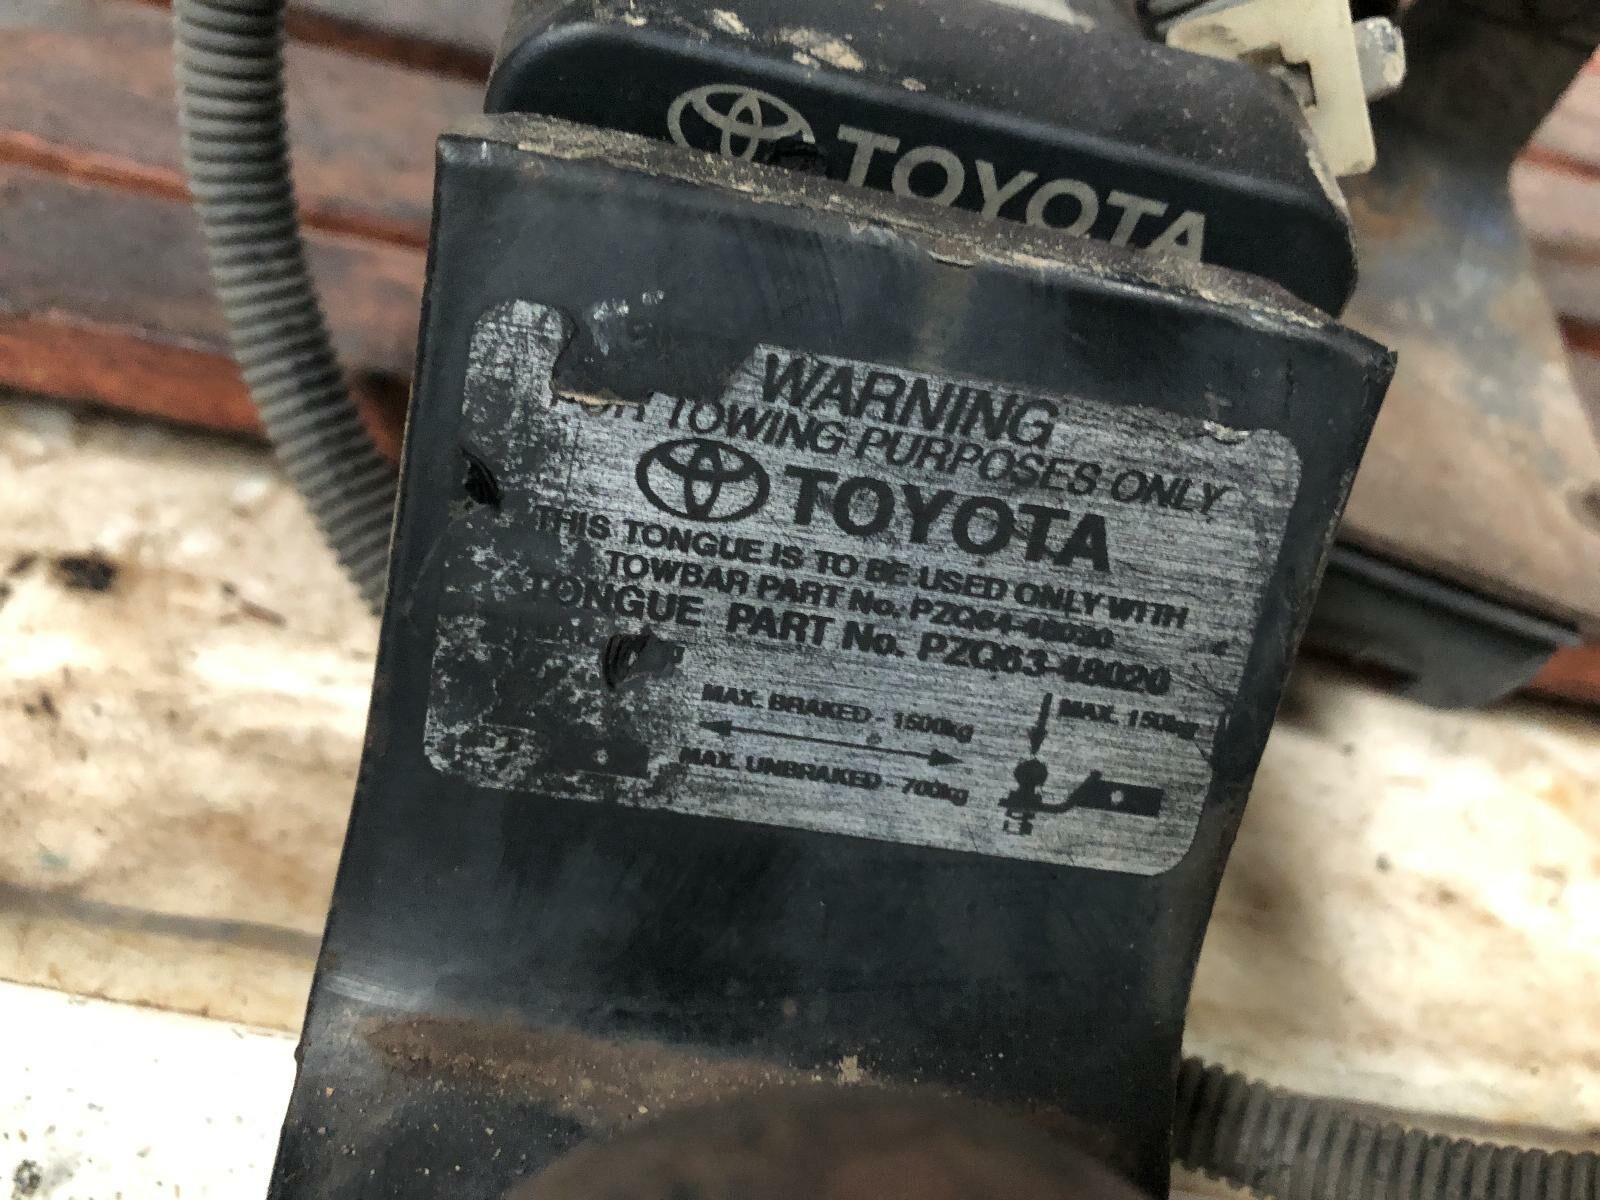 TOYOTA
WARNING
FOR TOWING PURPOSES ONLY
TOYOTA
THIS TONGUE IS TO BE USED ONLY WITH
TOWBAR PART No. PZQ64-48020
TONGUE PART No. PZQ63-48020
MAX. BRAKED - 1500kg
MAX. 150kg
MAX. UNBRAKED - 700kg